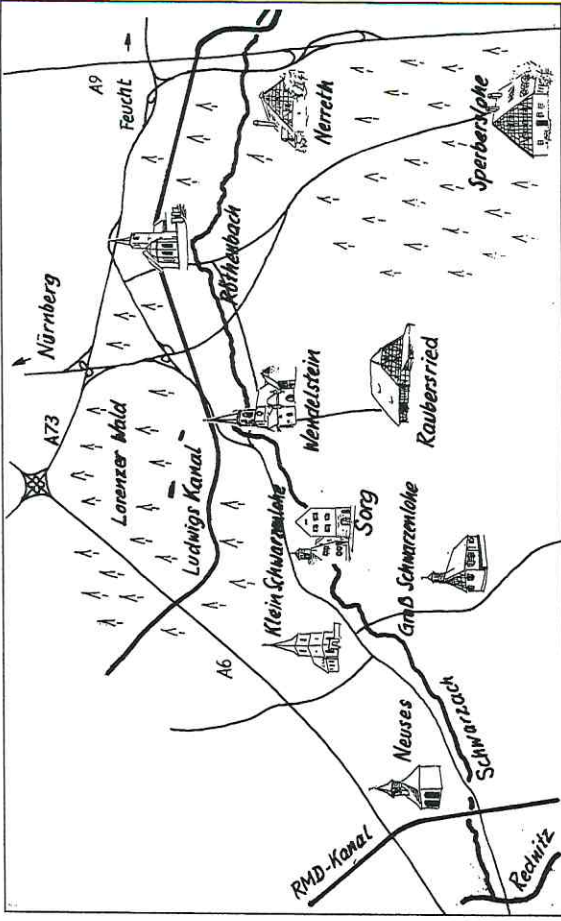 Nürnberg
A73
A9
Feucht
Lorenzer Wald
Ludwigs Kanal
A6
Röthenbach
Nerreth
Sperberslohe
Wendelstein
Raubersried
Klein Schwarzenlohe
Sorg
Groß Schwarzenlohe
Neuses
Schwarzach
RMD-Kanal
Rednitz